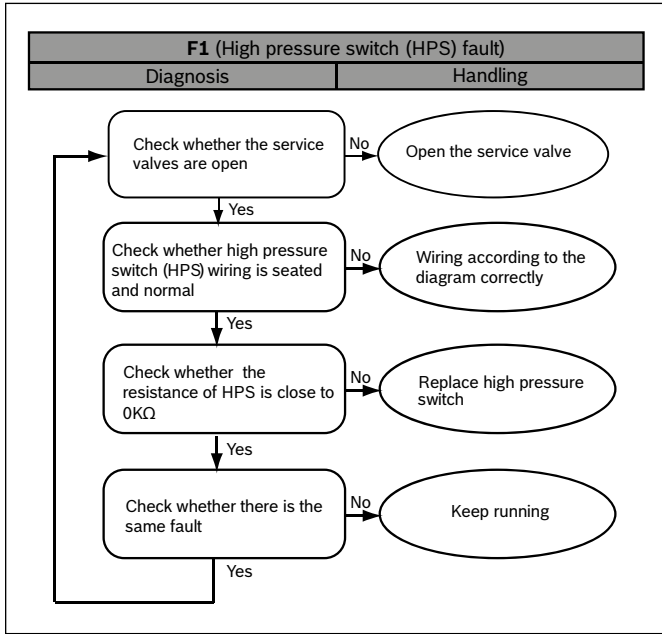 F1 (High pressure switch (HPS) fault)
Diagnosis
Handling
Check whether the service
valves are open
No
Open the service valve
Yes
Check whether high pressure
switch (HPS) wiring is seated
and normal
No
Wiring according to the
diagram correctly
Yes
Check whether the
resistance of HPS is close to
0KΩ
No
Replace high pressure
switch
Yes
Check whether there is the
same fault
No
Keep running
Yes